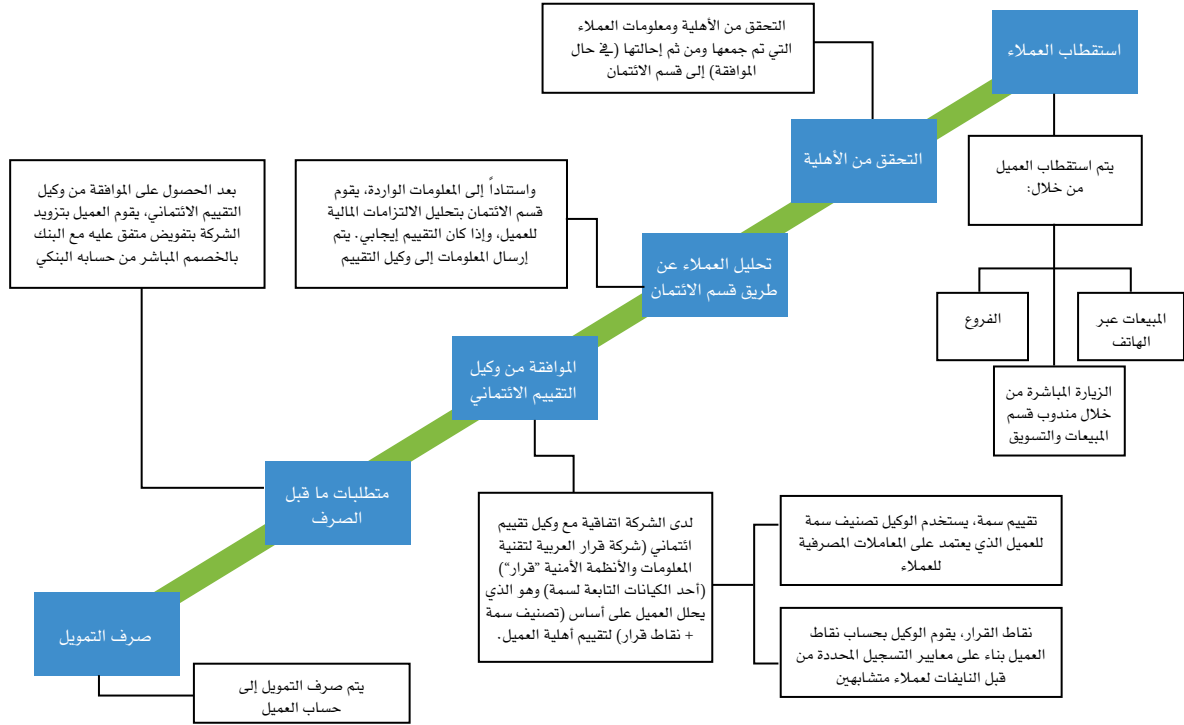 استقطاب العملاء
يتم استقطاب العميل
من خلال:
المبيعات عبر
الهاتف
الفروع
الزيارة المباشرة من
خلال مندوب قسم
المبيعات والتسويق
التحقق من الأهلية ومعلومات العملاء
التي تم جمعها ومن ثم إحالتها (في حال
الموافقة) إلى قسم الائتمان
التحقق من الأهلية
واستناداً إلى المعلومات الواردة، يقوم
قسم الائتمان بتحليل الالتزامات المالية
للعميل، وإذا كان التقييم إيجابي. يتم
إرسال المعلومات إلى وكيل التقييم
تحليل العملاء عن
طريق قسم الائتمان
الموافقة من وكيل
التقييم الائتماني
لدى الشركة اتفاقية مع وكيل تقييم
ائتماني (شركة قرار العربية لتقنية
المعلومات والأنظمة الأمنية ”قرار“)
(أحد الكيانات التابعة لسمة) وهو الذي
يحلل العميل على أساس (تصنيف سمة
+ نقاط قرار) لتقييم أهلية العميل.
تقييم سمة، يستخدم الوكيل تصنيف سمة
للعميل الذي يعتمد على المعاملات المصرفية
للعملاء
نقاط القرار، يقوم الوكيل بحساب نقاط
العميل بناء على معايير التسجيل المحددة من
قبل النايفات لعملاء متشابهين
بعد الحصول على الموافقة من وكيل
التقييم الائتماني، يقوم العميل بتزويد
الشركة بتفويض متفق عليه مع البنك
بالخصمم المباشر من حسابه البنكي
متطلبات ما قبل
الصرف
صرف التمويل
يتم صرف التمويل إلى
حساب العميل